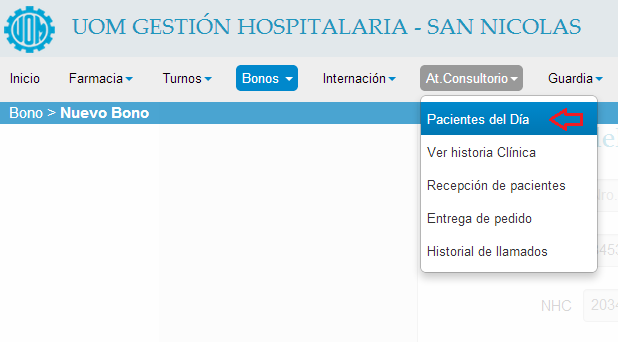 UOM
UOM GESTIÓN HOSPITALARIA - SAN NICOLAS
Inicio Farmacia Turnos Bonos Internación At.Consultorio Guardia
Bono > Nuevo Bono
Pacientes del Día
Ver historia Clínica
Recepción de pacientes
Entrega de pedido
Historial de llamados
NHC 2034